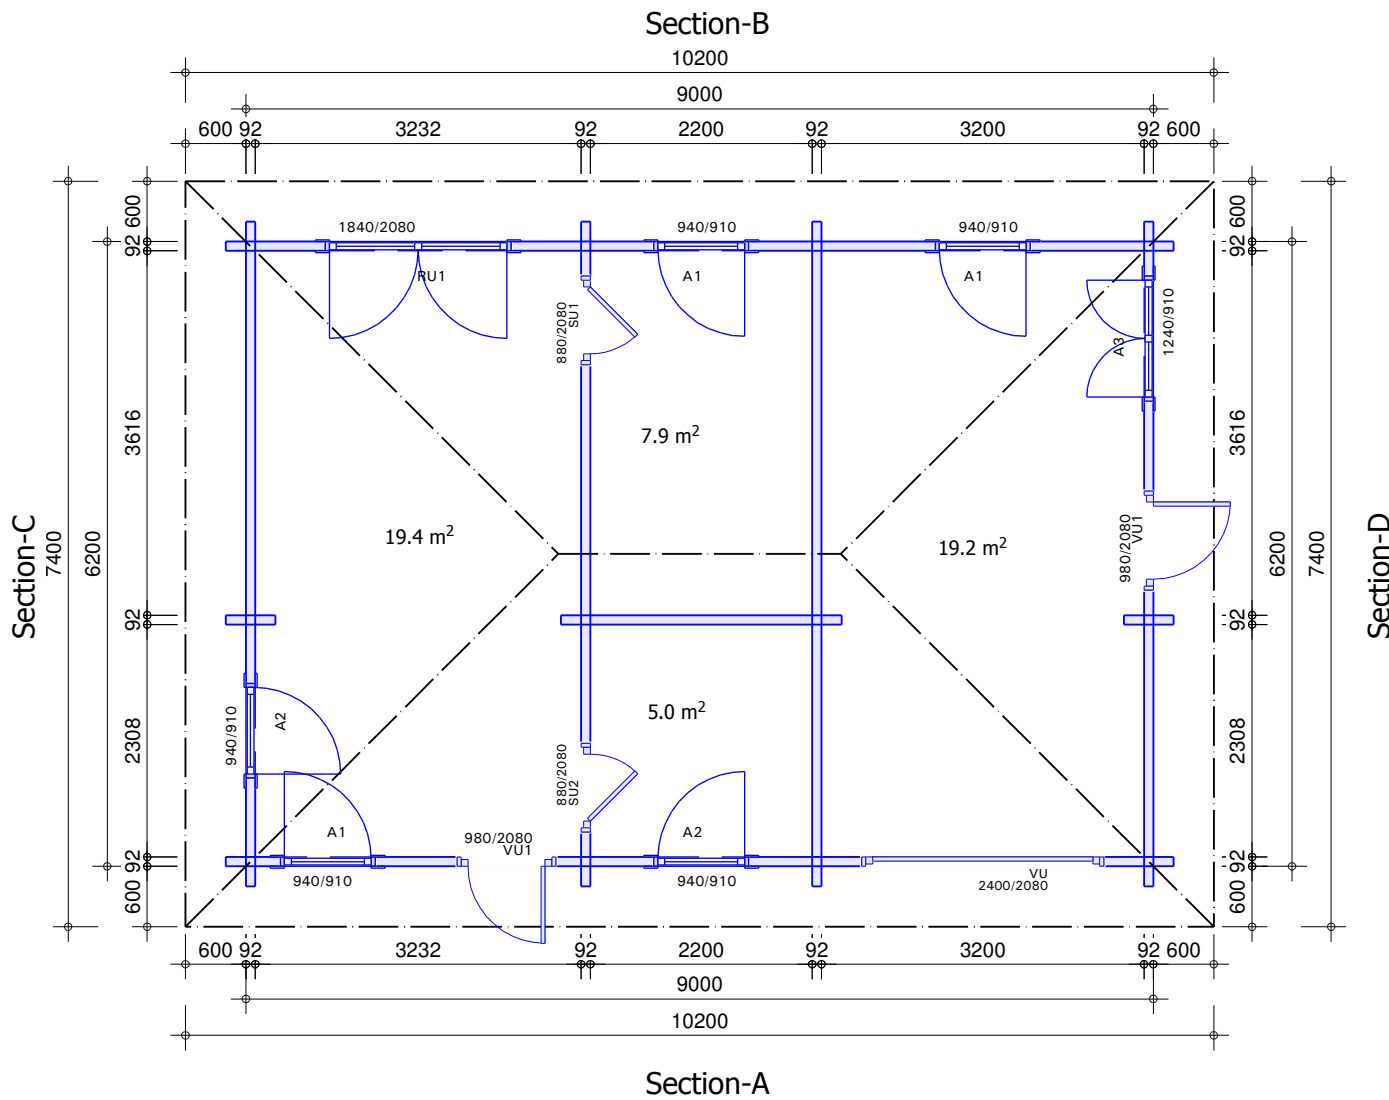 Section-B
10200
9000
600 92 3232 92 2200 92 3200 92 600
600
92
3616
92
2308
92
600
6200
7400
Section-C
1840/2080
RU1
940/910
A1
940/910
A1
1240/910
A3
880/2080
SU1
7.9 m²
19.4 m²
19.2 m²
980/2080
VU1
5.0 m²
940/910
A2
880/2080
SU2
A1
940/910
980/2080
VU1
A2
940/910
VU
2400/2080
600
92
3616
92
2308
92
600
6200
7400
Section-D
600 92 3232 92 2200 92 3200 92 600
9000
10200
Section-A